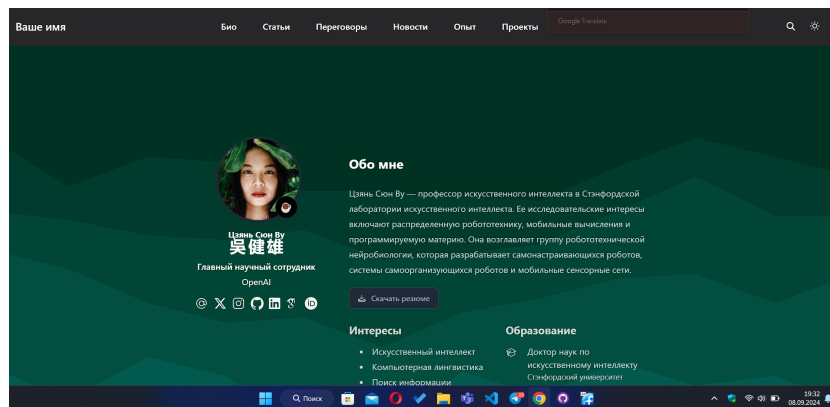 Ваше имя
Био
Статьи
Переговоры
Новости
Опыт
Проекты
Google Translate
Обо мне
Цзянь Сюн Ву — профессор искусственного интеллекта в Стэнфордской
лаборатории искусственного интеллекта. Ее исследовательские интересы
включают распределенную робототехнику, мобильные вычисления и
программируемую материю. Она возглавляет группу робототехнической
нейробиологии, которая разрабатывает самонастраивающихся роботов,
системы самоорганизующихся роботов и мобильные сенсорные сети.
Цзянь Сюн Ву
吳健雄
Главный научный сотрудник
OpenAI
Скачать резюме
Интересы
Искусственный интеллект
Компьютерная лингвистика
Поиск информации
Образование
Доктор наук по
искусственному интеллекту
Стэнфордский университет
Поиск
19:32
08.09.2024